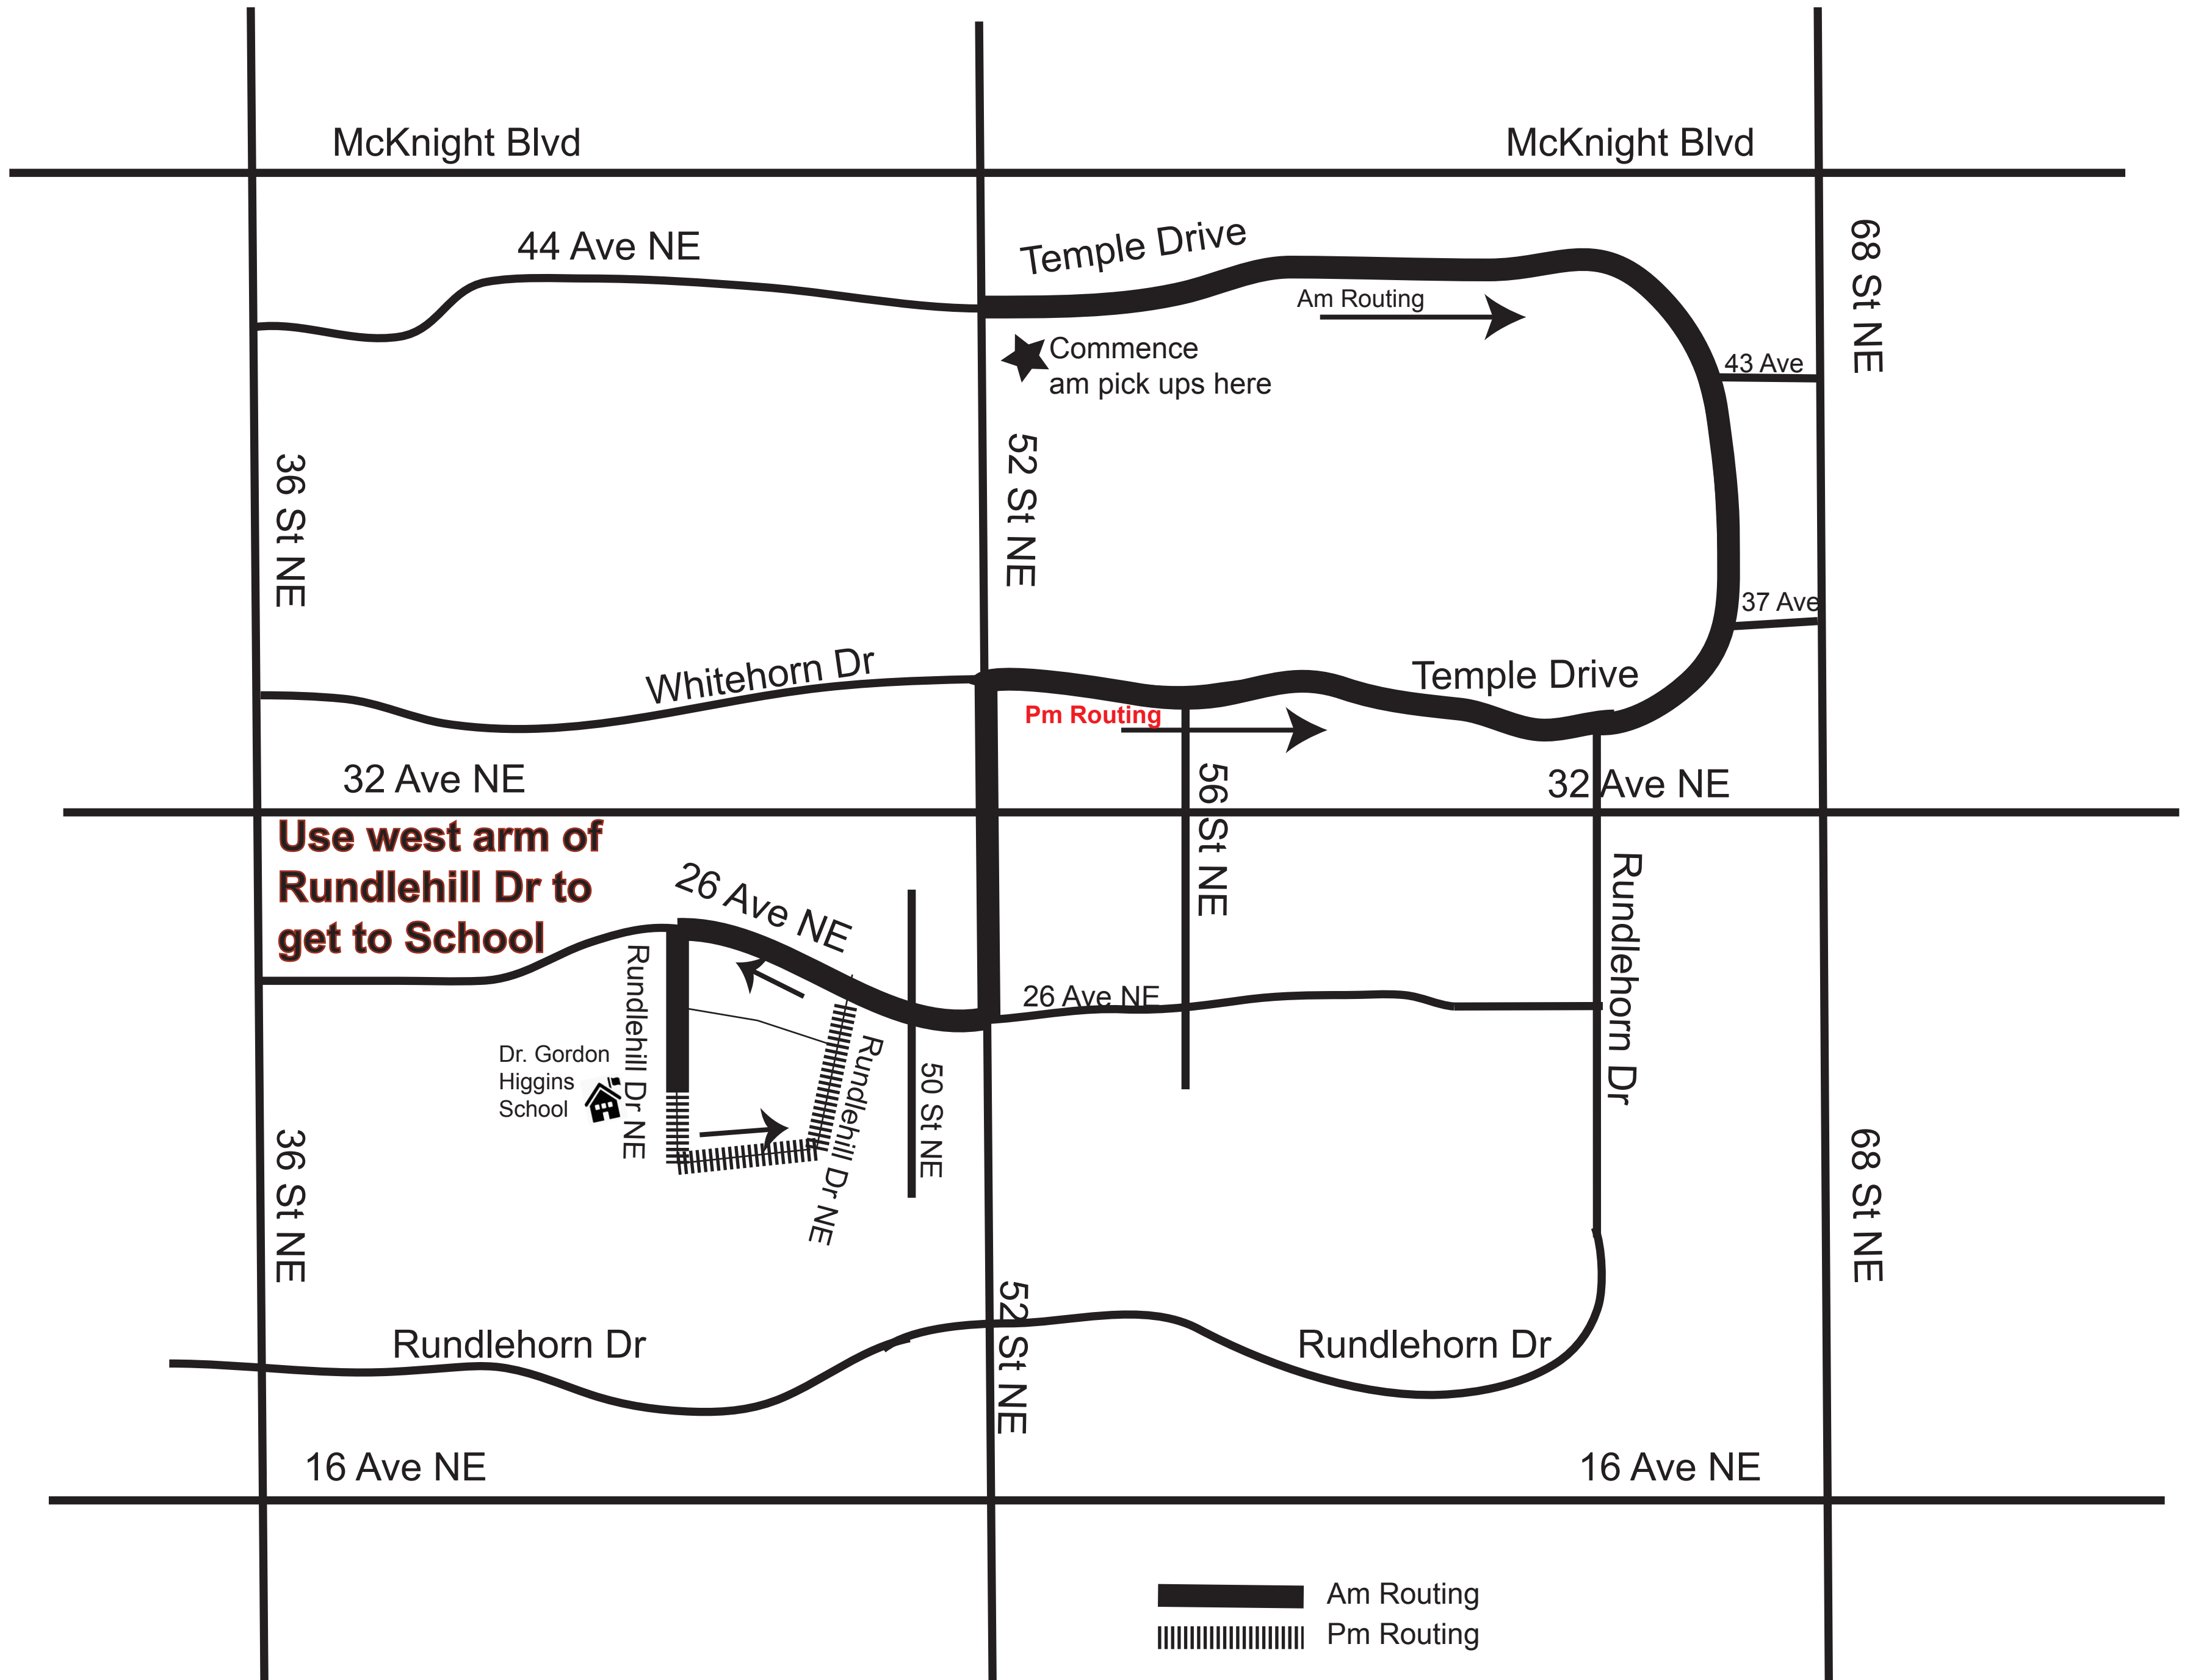 McKnight Blvd
McKnight Blvd
44 Ave NE
Temple Drive
68 St NE
Am Routing
Commence
am pick ups here
43 Ave
36 St NE
52 St NE
37 Ave
Whitehorn Dr
Temple Drive
Pm Routing
32 Ave NE
56 St NE
32 Ave NE
Use west arm of
Rundlehill Dr to
get to School
26 Ave NE
Rundlehorn Dr
26 Ave NE
Rundlehill Dr NE
Dr. Gordon
Higgins
School
Rundlehill Dr NE
50 St NE
36 St NE
68 St NE
52 St NE
Rundlehorn Dr
Rundlehorn Dr
16 Ave NE
16 Ave NE
Am Routing
Pm Routing